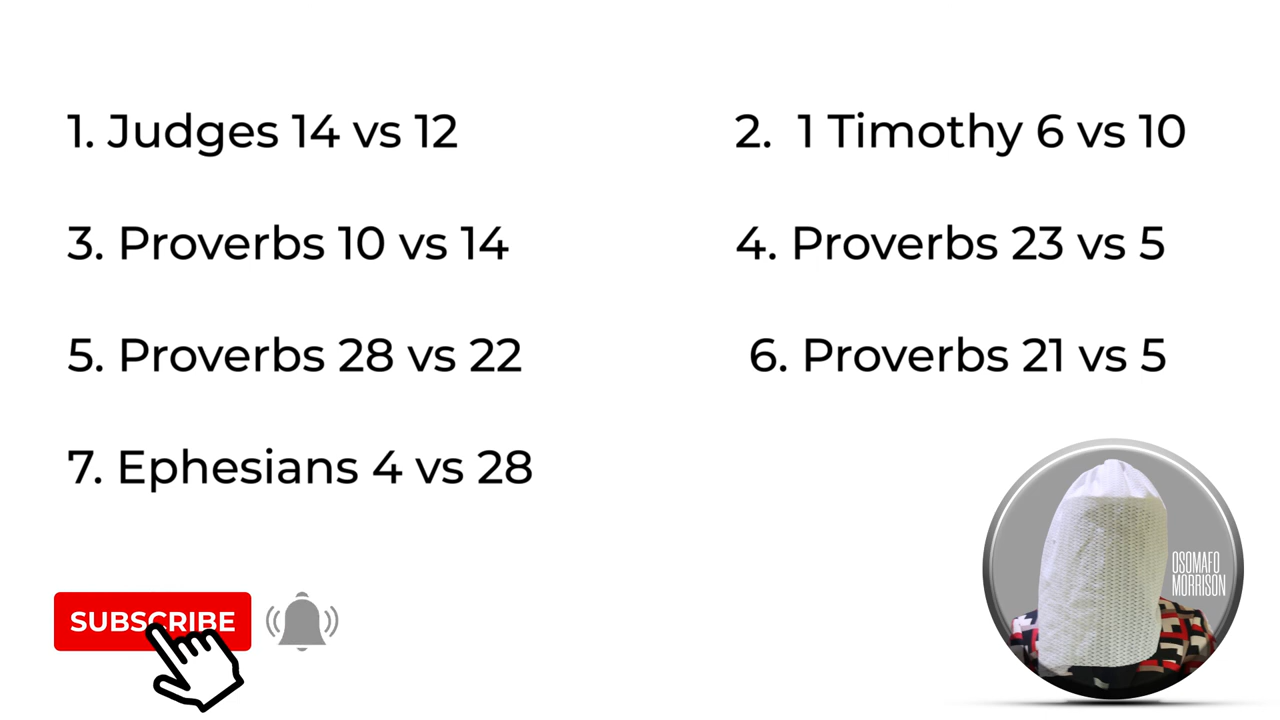 1. Judges 14 vs 12
2. 1 Timothy 6 vs 10
3. Proverbs 10 vs 14
4. Proverbs 23 vs 5
5. Proverbs 28 vs 22
6. Proverbs 21 vs 5
7. Ephesians 4 vs 28
OSOMAFO
MORRISON
SUBSCRIBE